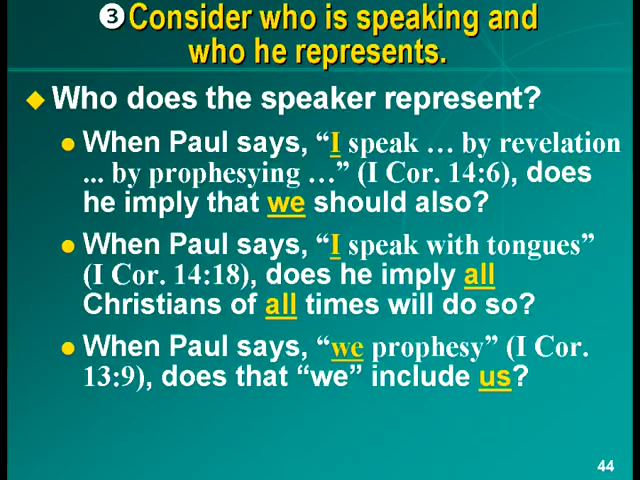 ❸Consider who is speaking and
who he represents.
◆ Who does the speaker represent?
● When Paul says, “I speak … by revelation
... by prophesying …” (I Cor. 14:6), does
he imply that we should also?
● When Paul says, “I speak with tongues”
(I Cor. 14:18), does he imply all
Christians of all times will do so?
● When Paul says, “we prophesy” (I Cor.
13:9), does that “we” include us?
44